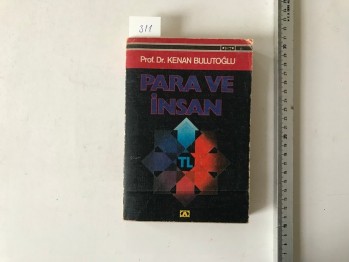 311
Prof. Dr. KENAN BULUTOĞLU
PARA VE
İNSAN
TL
A